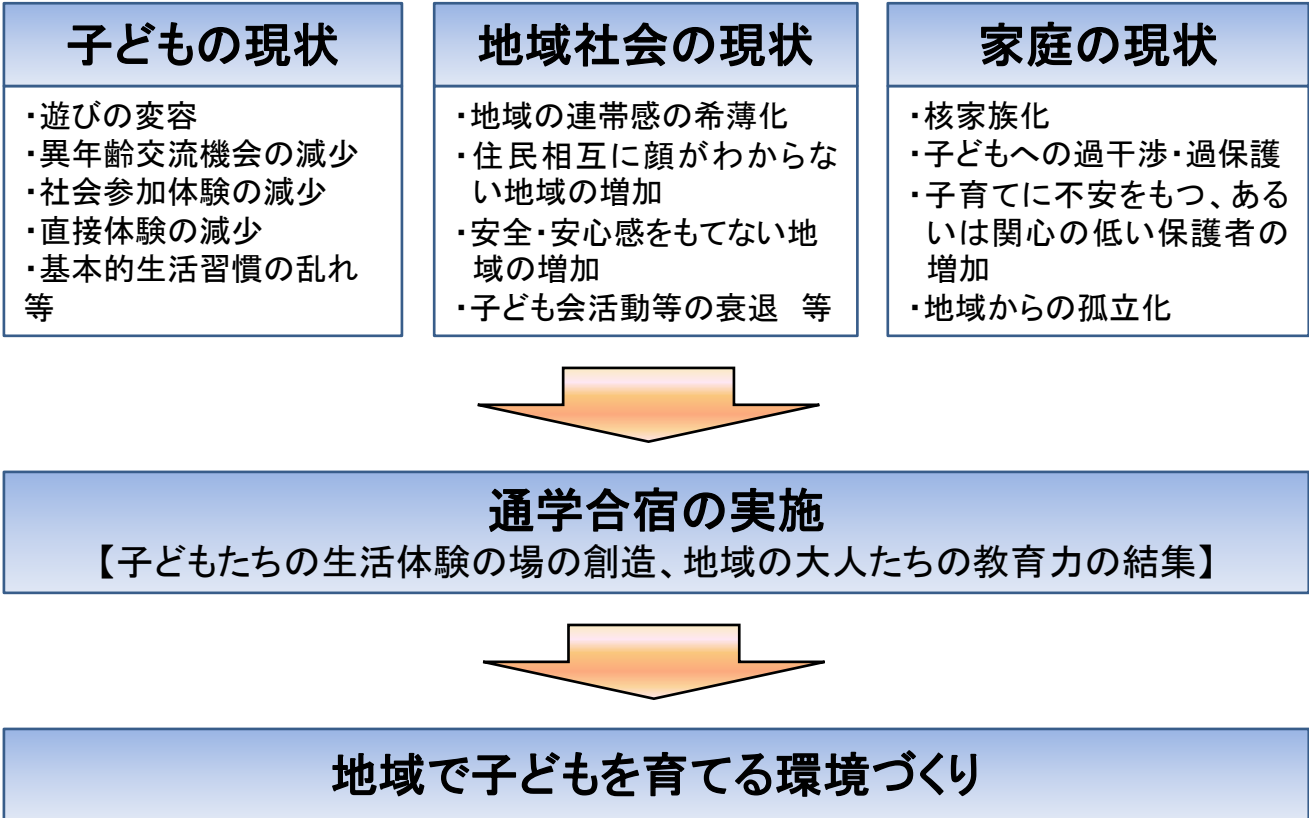 子どもの現状
・遊びの変容
・異年齢交流機会の減少
・社会参加体験の減少
・直接体験の減少
・基本的生活習慣の乱れ
等
地域社会の現状
・地域の連帯感の希薄化
・住民相互に顔がわからな
い地域の増加
・安全・安心感をもてない地
域の増加
・子ども会活動等の衰退　等
家庭の現状
・核家族化
・子どもへの過干渉・過保護
・子育てに不安をもつ、ある
いは関心の低い保護者の
増加
・地域からの孤立化
通学合宿の実施
【子どもたちの生活体験の場の創造、地域の大人たちの教育力の結集】
地域で子どもを育てる環境づくり